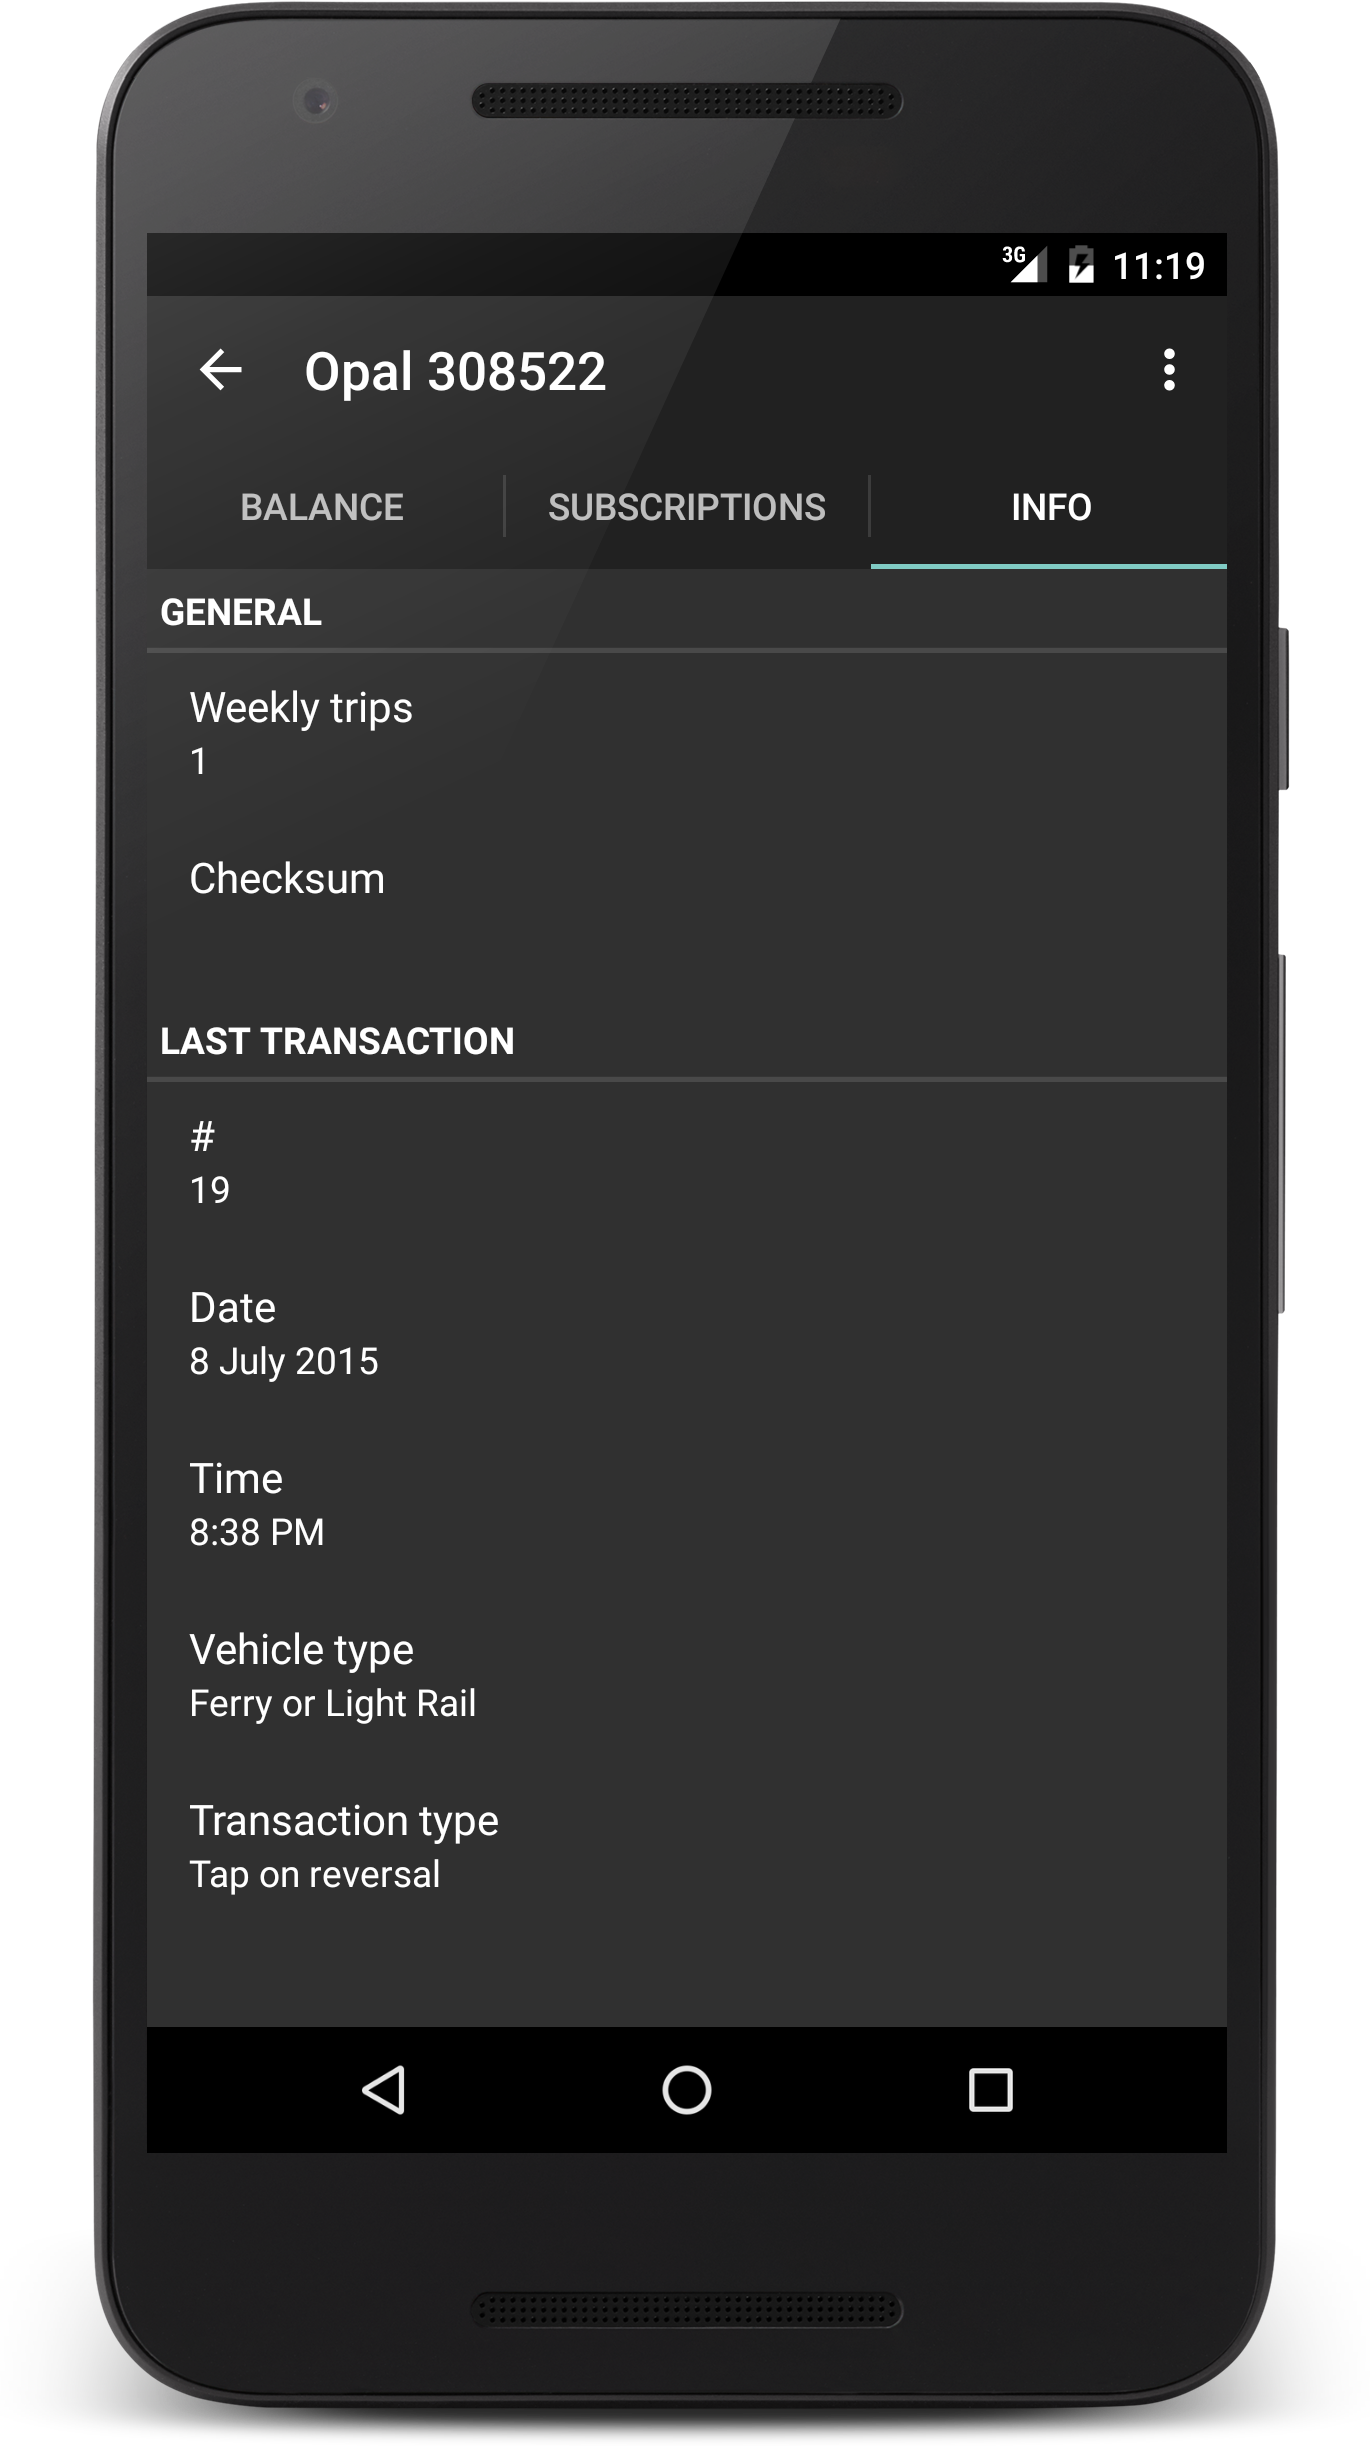 3G 11:19
Opal 308522
BALANCE SUBSCRIPTIONS INFO
GENERAL
Weekly trips
1
Checksum
LAST TRANSACTION
#
19
Date
8 July 2015
Time
8:38 PM
Vehicle type
Ferry or Light Rail
Transaction type
Tap on reversal